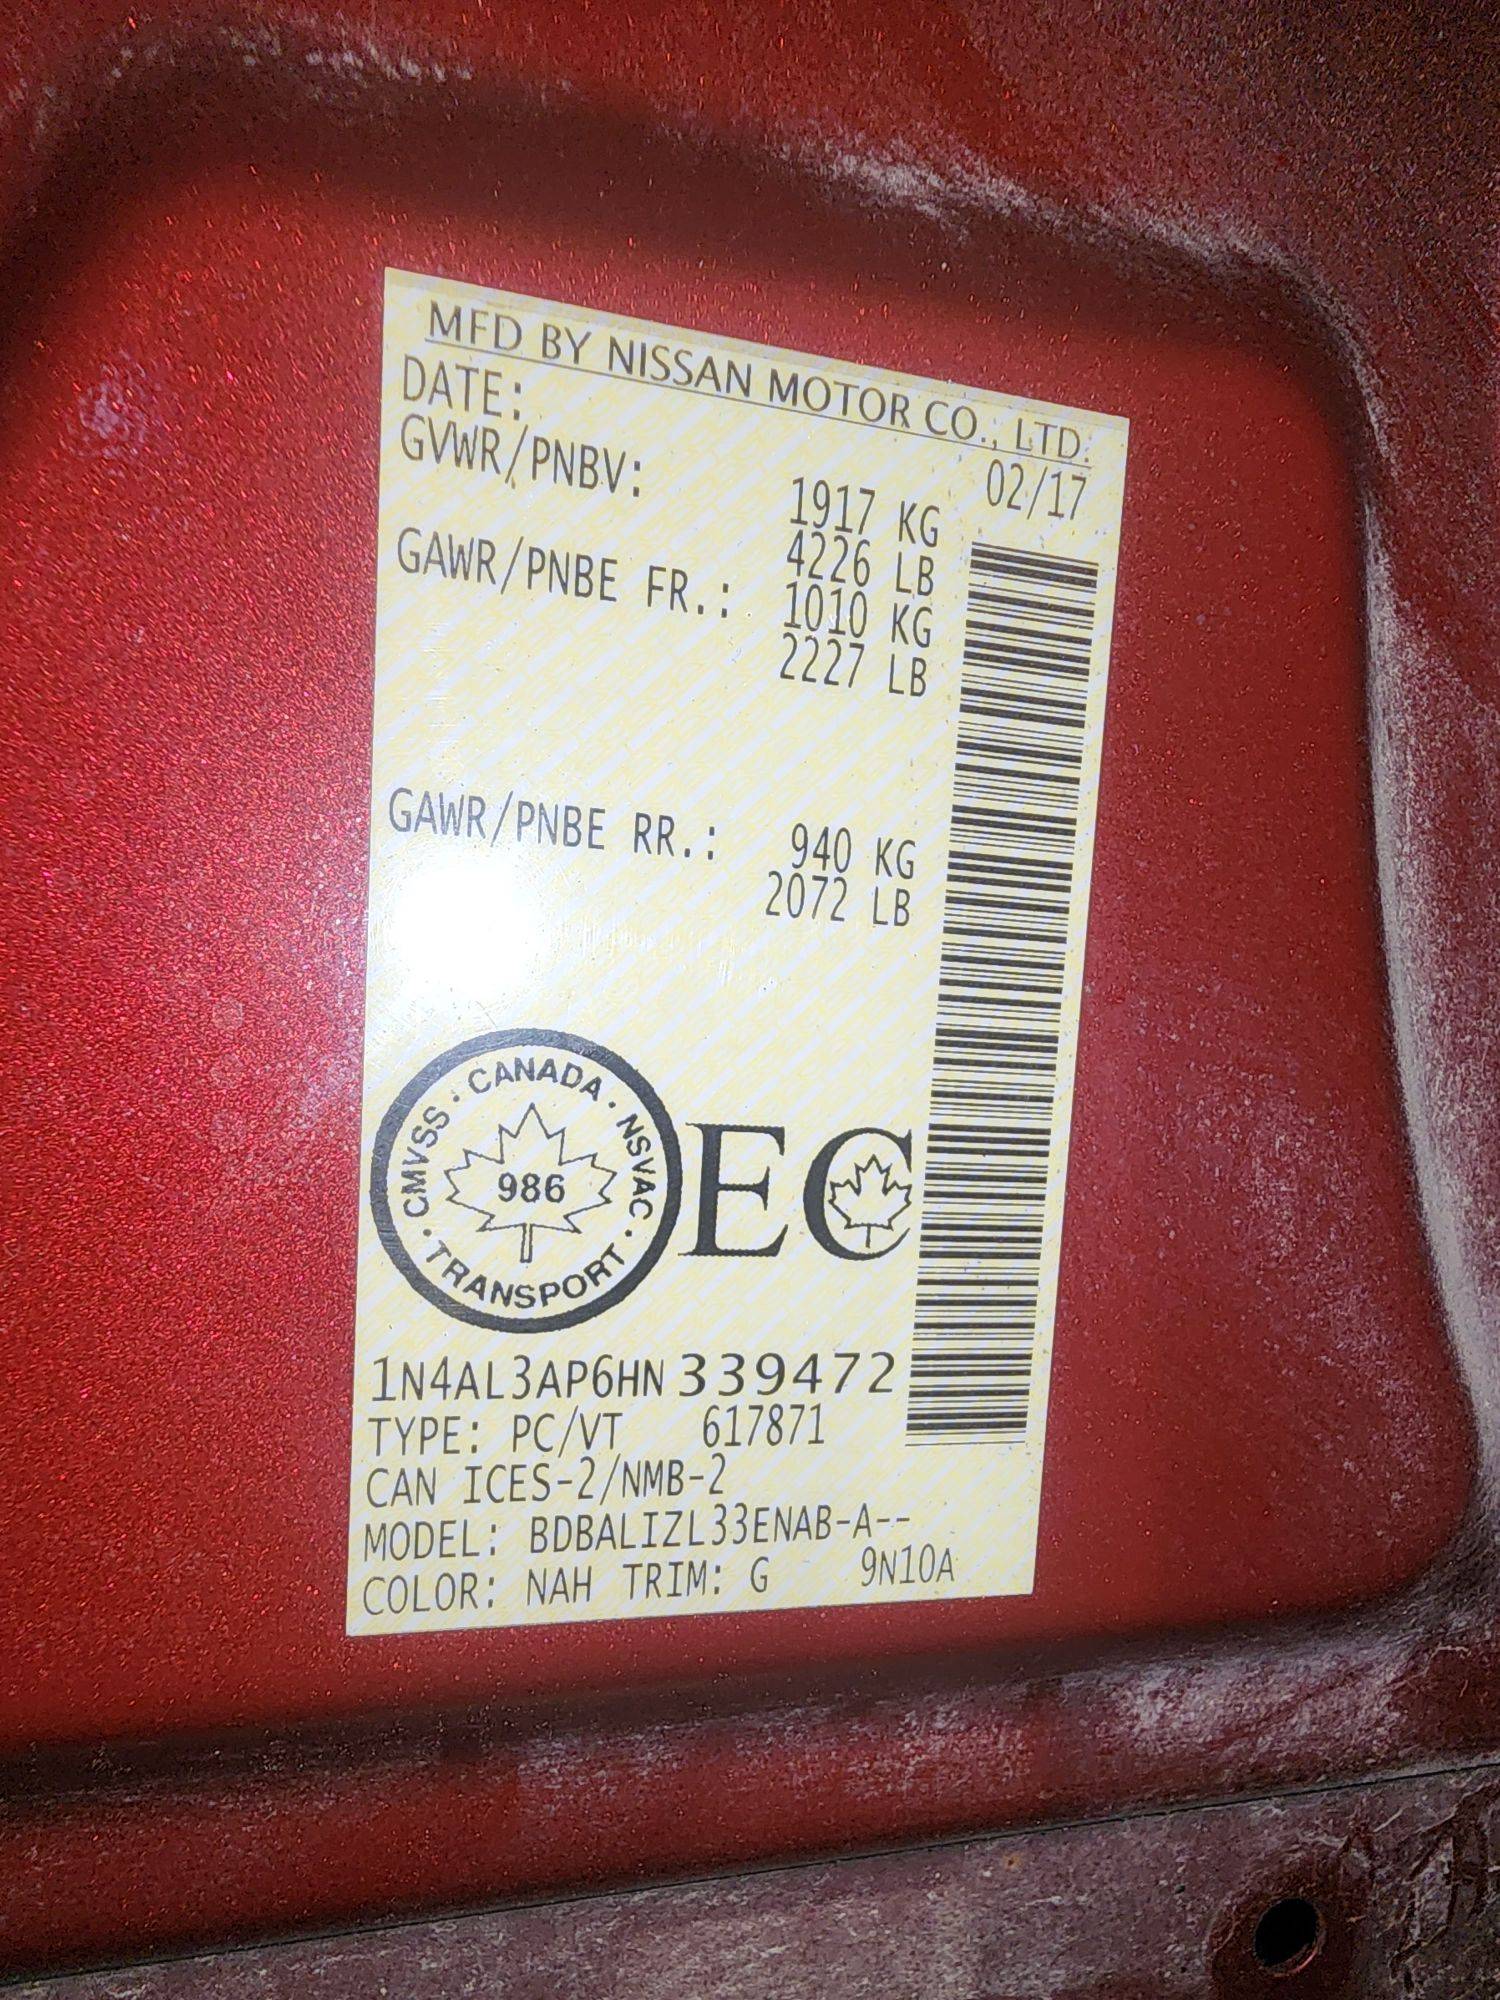 MFD BY NISSAN MOTOR CO., LTD.
DATE: 02/17
GVWR/PNBV: 1917 KG
4226 LB
GAWR/PNBE FR.: 1010 KG
2227 LB
GAWR/PNBE RR.: 940 KG
2072 LB
CMVSS · CANADA · NSVAC · TRANSPORT ·
986
EC
1N4AL3AP6HN339472
TYPE: PC/VT 617871
CAN ICES-2/NMB-2
MODEL: BDBALIZL33ENAB-A--
COLOR: NAH TRIM: G 9N10A